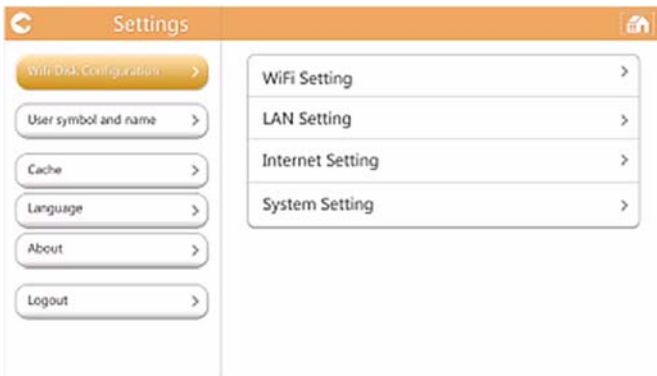 Settings
Wifi Disk Configuration
User symbol and name
Cache
Language
About
Logout
WiFi Setting
LAN Setting
Internet Setting
System Setting